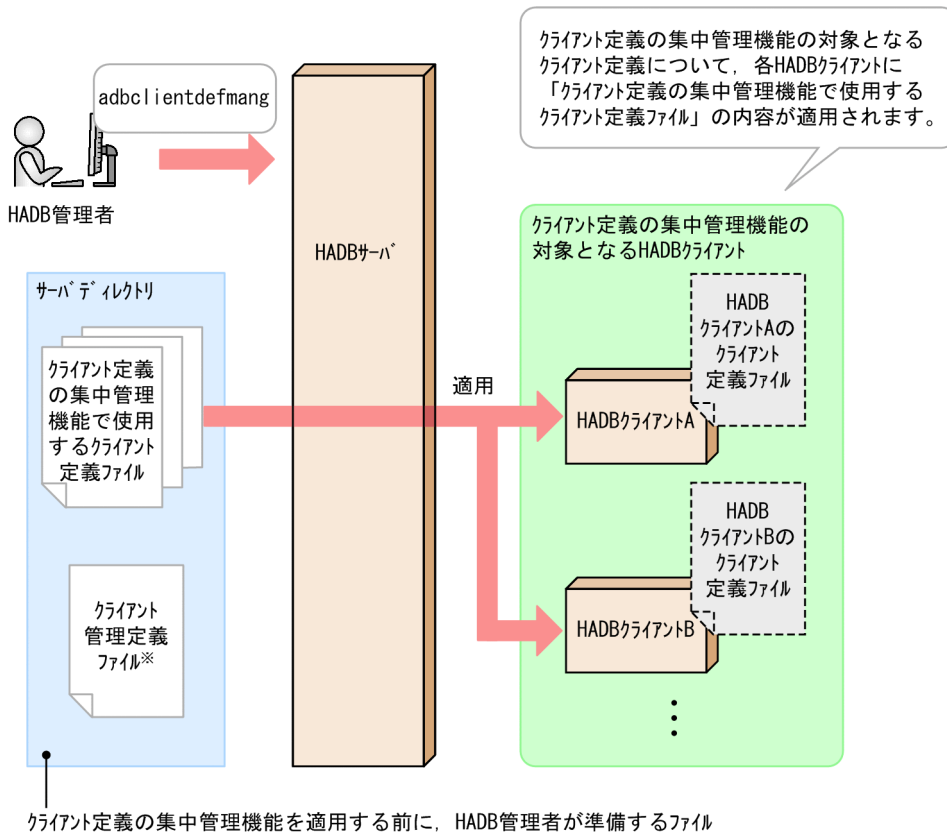 adbclientdefmang
HADB管理者
クライアント定義の集中管理機能の対象となる
クライアント定義について，各HADBクライアントに
「クライアント定義の集中管理機能で使用する
クライアント定義ファイル」の内容が適用されます。
HADBサーバ
サーバディレクトリ
クライアント定義
の集中管理
機能で使用
するクライアント
定義ファイル
クライアント
管理定義
ファイル※
適用
クライアント定義の集中管理機能の
対象となるHADBクライアント
HADB
クライアントAの
クライアント
定義ファイル
HADBクライアントA
HADB
クライアントBの
クライアント
定義ファイル
HADBクライアントB
クライアント定義の集中管理機能を適用する前に，HADB管理者が準備するファイル